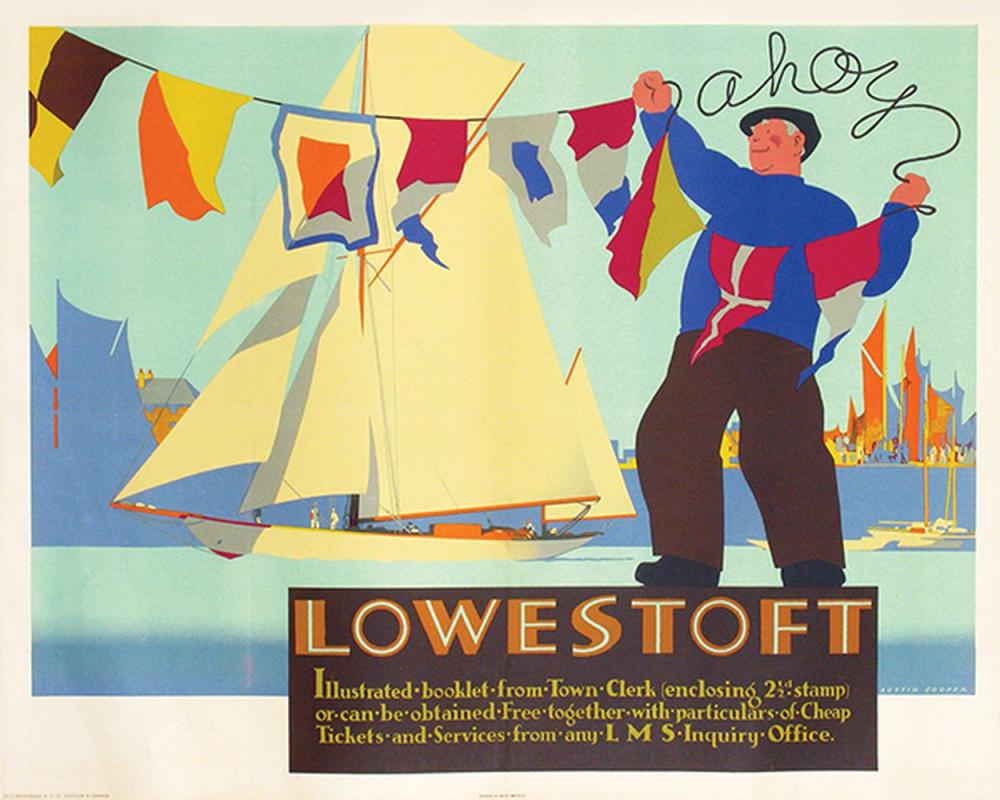 ahoy
LOWESTOFT
Illustrated·booklet·from·Town·Clerk (enclosing 2½d stamp)
or·can·be·obtained·Free·together·with·particulars·of·Cheap
Tickets·and·Services·from·any·L M S·Inquiry·Office.
AUSTIN COOPER